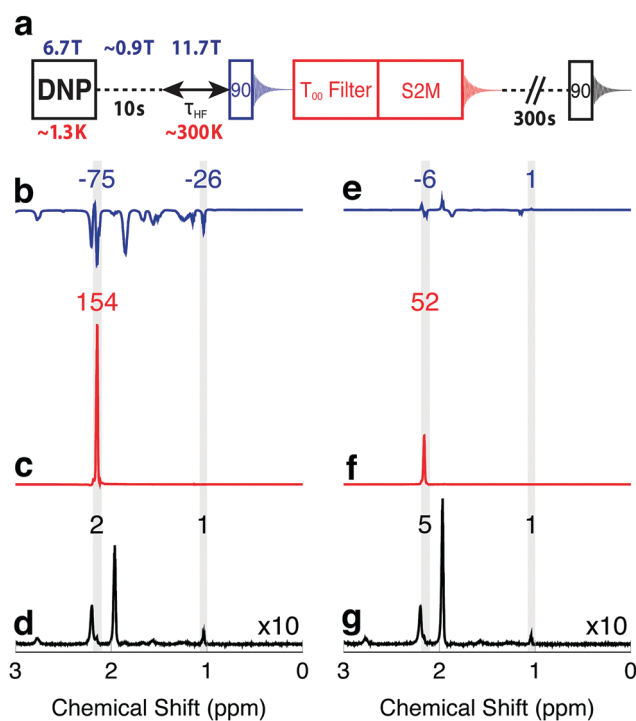 a
6.7T ~0.9T 11.7T
DNP 10s τHF 90 T00 Filter S2M 300s 90
~1.3K ~300K
b -75 -26 e -6 1
154 52
c f
2 1 5 1
d x10 g x10
3 2 1 0 3 2 1 0
Chemical Shift (ppm) Chemical Shift (ppm)